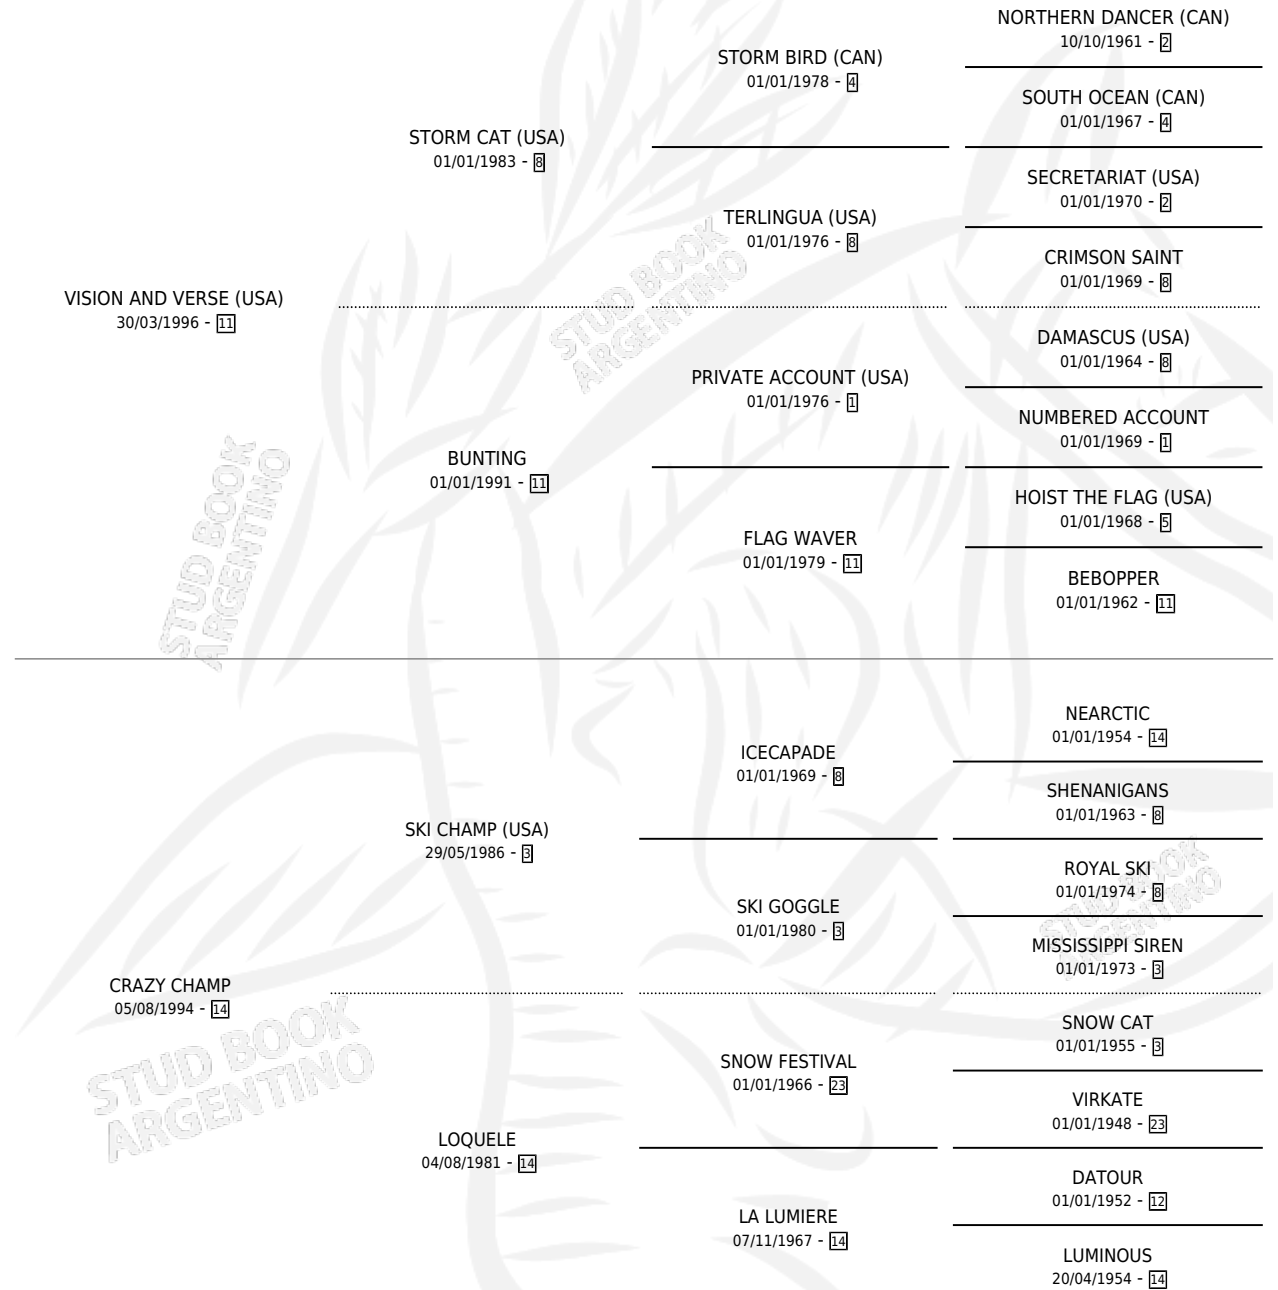 NORTHERN DANCER (CAN)
10/10/1961 - 2
STORM BIRD (CAN)
01/01/1978 - 4
SOUTH OCEAN (CAN)
01/01/1967 - 4
STORM CAT (USA)
01/01/1983 - 8
SECRETARIAT (USA)
01/01/1970 - 2
TERLINGUA (USA)
01/01/1976 - 8
CRIMSON SAINT
01/01/1969 - 8
VISION AND VERSE (USA)
30/03/1996 - 11
DAMASCUS (USA)
01/01/1964 - 8
PRIVATE ACCOUNT (USA)
01/01/1976 - 1
NUMBERED ACCOUNT
01/01/1969 - 1
BUNTING
01/01/1991 - 11
HOIST THE FLAG (USA)
01/01/1968 - 5
FLAG WAVER
01/01/1979 - 11
BEBOPPER
01/01/1962 - 11
NEARCTIC
01/01/1954 - 14
ICECAPADE
01/01/1969 - 8
SHENANIGANS
01/01/1963 - 8
SKI CHAMP (USA)
29/05/1986 - 3
ROYAL SKI
01/01/1974 - 8
SKI GOGGLE
01/01/1980 - 3
MISSISSIPPI SIREN
01/01/1973 - 3
CRAZY CHAMP
05/08/1994 - 14
SNOW CAT
01/01/1955 - 3
SNOW FESTIVAL
01/01/1966 - 23
VIRKATE
01/01/1948 - 23
LOQUELE
04/08/1981 - 14
DATOUR
01/01/1952 - 12
LA LUMIERE
07/11/1967 - 14
LUMINOUS
20/04/1954 - 14
STUD BOOK
ARGENTINO
STUD BOOK
ARGENTINO
STUD BOOK
ARGENTINO
STUD BOOK
ARGENTINO